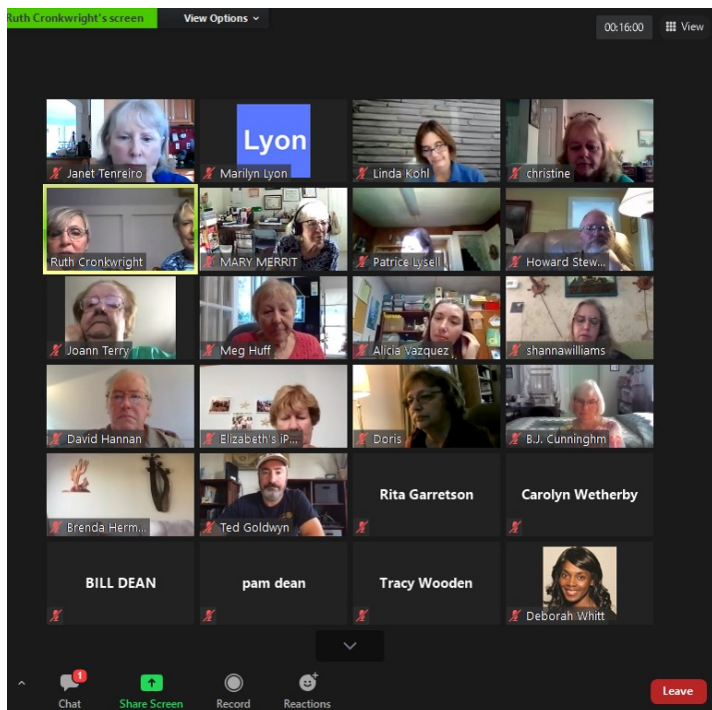 Ruth Cronkwright's screen
View Options
00:16:00
View
Janet Tenreiro
Lyon
Marilyn Lyon
Linda Kohl
christine
Ruth Cronkwright
MARY MERRIT
Patrice Lysell
Howard Stew...
Joann Terry
Meg Huff
Alicia Vazquez
shannawilliams
David Hannan
Elizabeth's iP...
Doris
B.J. Cunninghm
Brenda Herm...
Ted Goldwyn
Rita Garretson
Carolyn Wetherby
BILL DEAN
pam dean
Tracy Wooden
Deborah Whitt
1
Chat
Share Screen
Record
Reactions
Leave